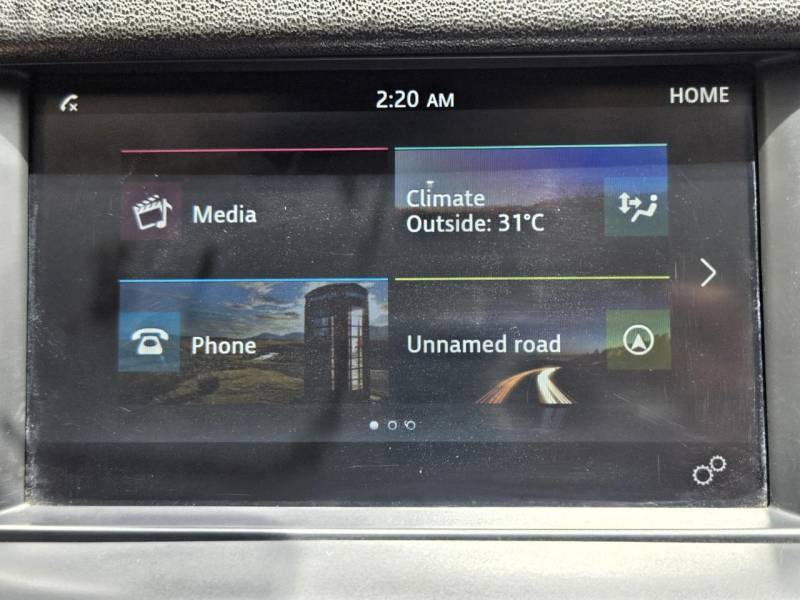 2:20 AM
HOME
Media
Climate
Outside: 31°C
Phone
Unnamed road